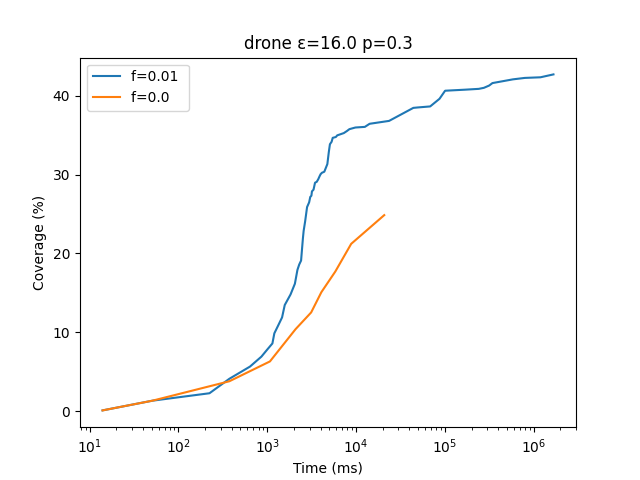 drone ε=16.0 p=0.3
f=0.01
f=0.0
Coverage (%)
40
30
20
10
0
10¹ 10² 10³ 10⁴ 10⁵ 10⁶
Time (ms)